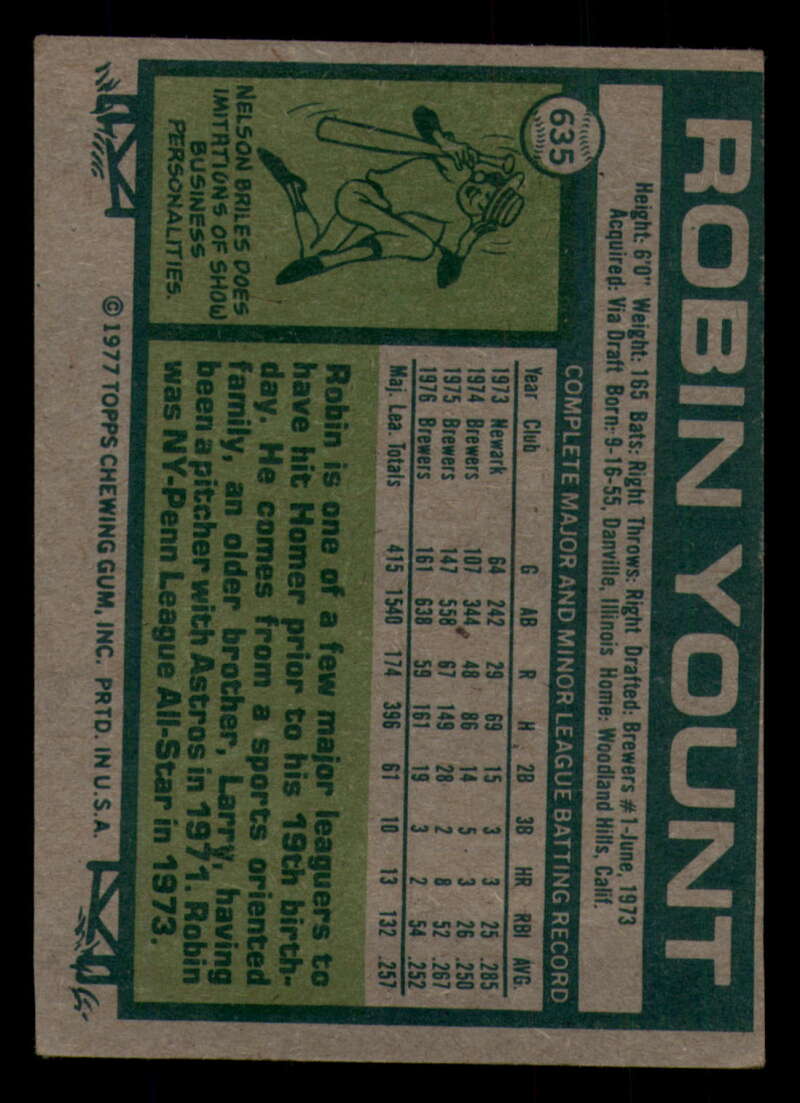 635
ROBIN YOUNT
Height: 6'0" Weight: 165 Bats: Right Throws: Right Drafted: Brewers #1-June, 1973
Acquired: Via Draft Born: 9-16-55, Danville, Illinois Home: Woodland Hills, Calif.
COMPLETE MAJOR AND MINOR LEAGUE BATTING RECORD
Year Club G AB R H 2B 3B HR RBI AVG.
1973 Newark 64 242 29 69 15 3 3 25 .285
1974 Brewers 107 344 48 86 14 5 3 26 .250
1975 Brewers 147 558 67 149 28 2 8 52 .267
1976 Brewers 161 638 59 161 19 3 2 54 .252
Maj. Lea. Totals 415 1540 174 396 61 10 13 132 .257
NELSON BRILES DOES
IMITATIONS OF SHOW
BUSINESS
PERSONALITIES.
Robin is one of a few major leaguers to
have hit Homer prior to his 19th birth-
day. He comes from a sports oriented
family, an older brother, Larry, having
been a pitcher with Astros in 1971. Robin
was NY-Penn League All-Star in 1973.
© 1977 TOPPS CHEWING GUM, INC. PRTD. IN U.S.A.